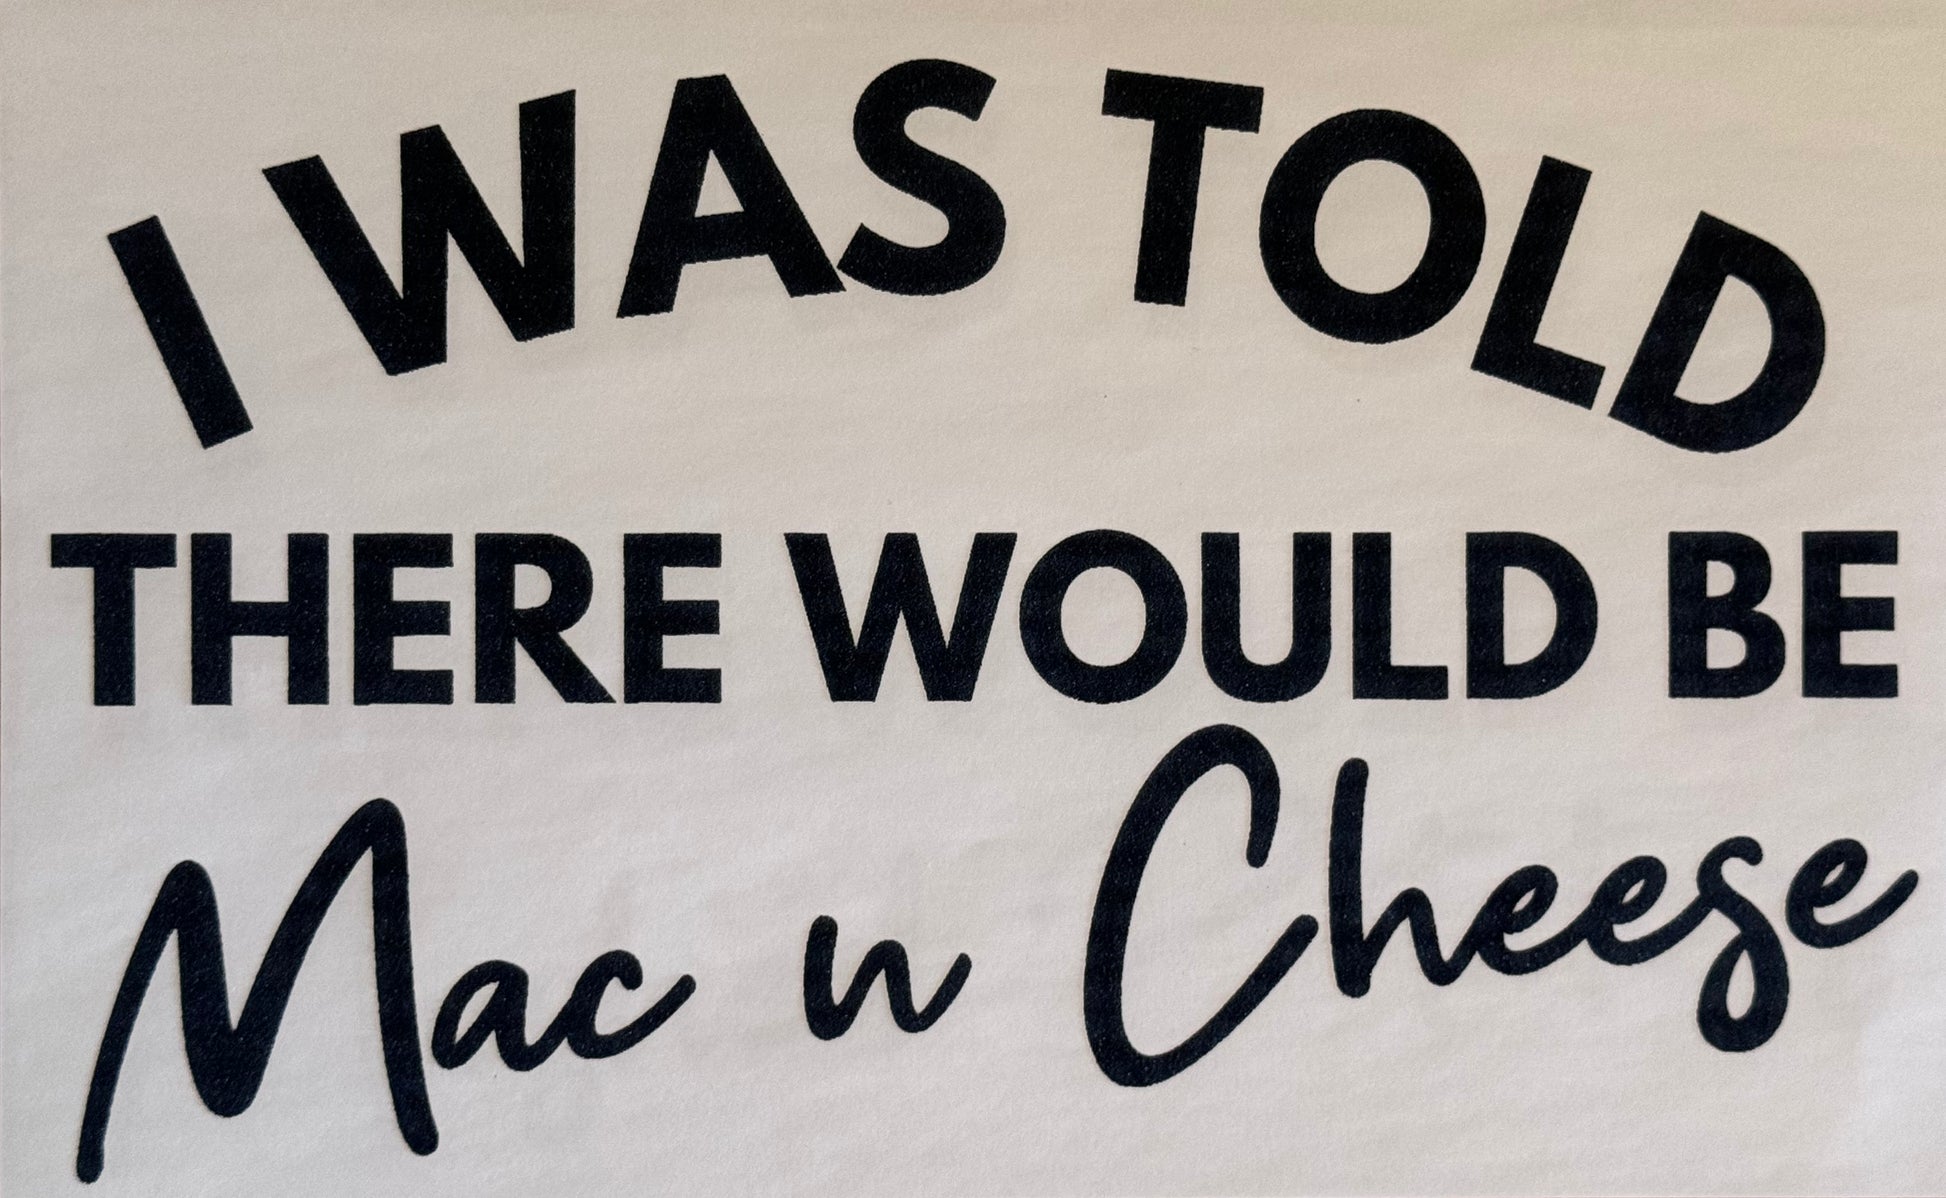 I WAS TOLD
THERE WOULD BE
Mac n Cheese